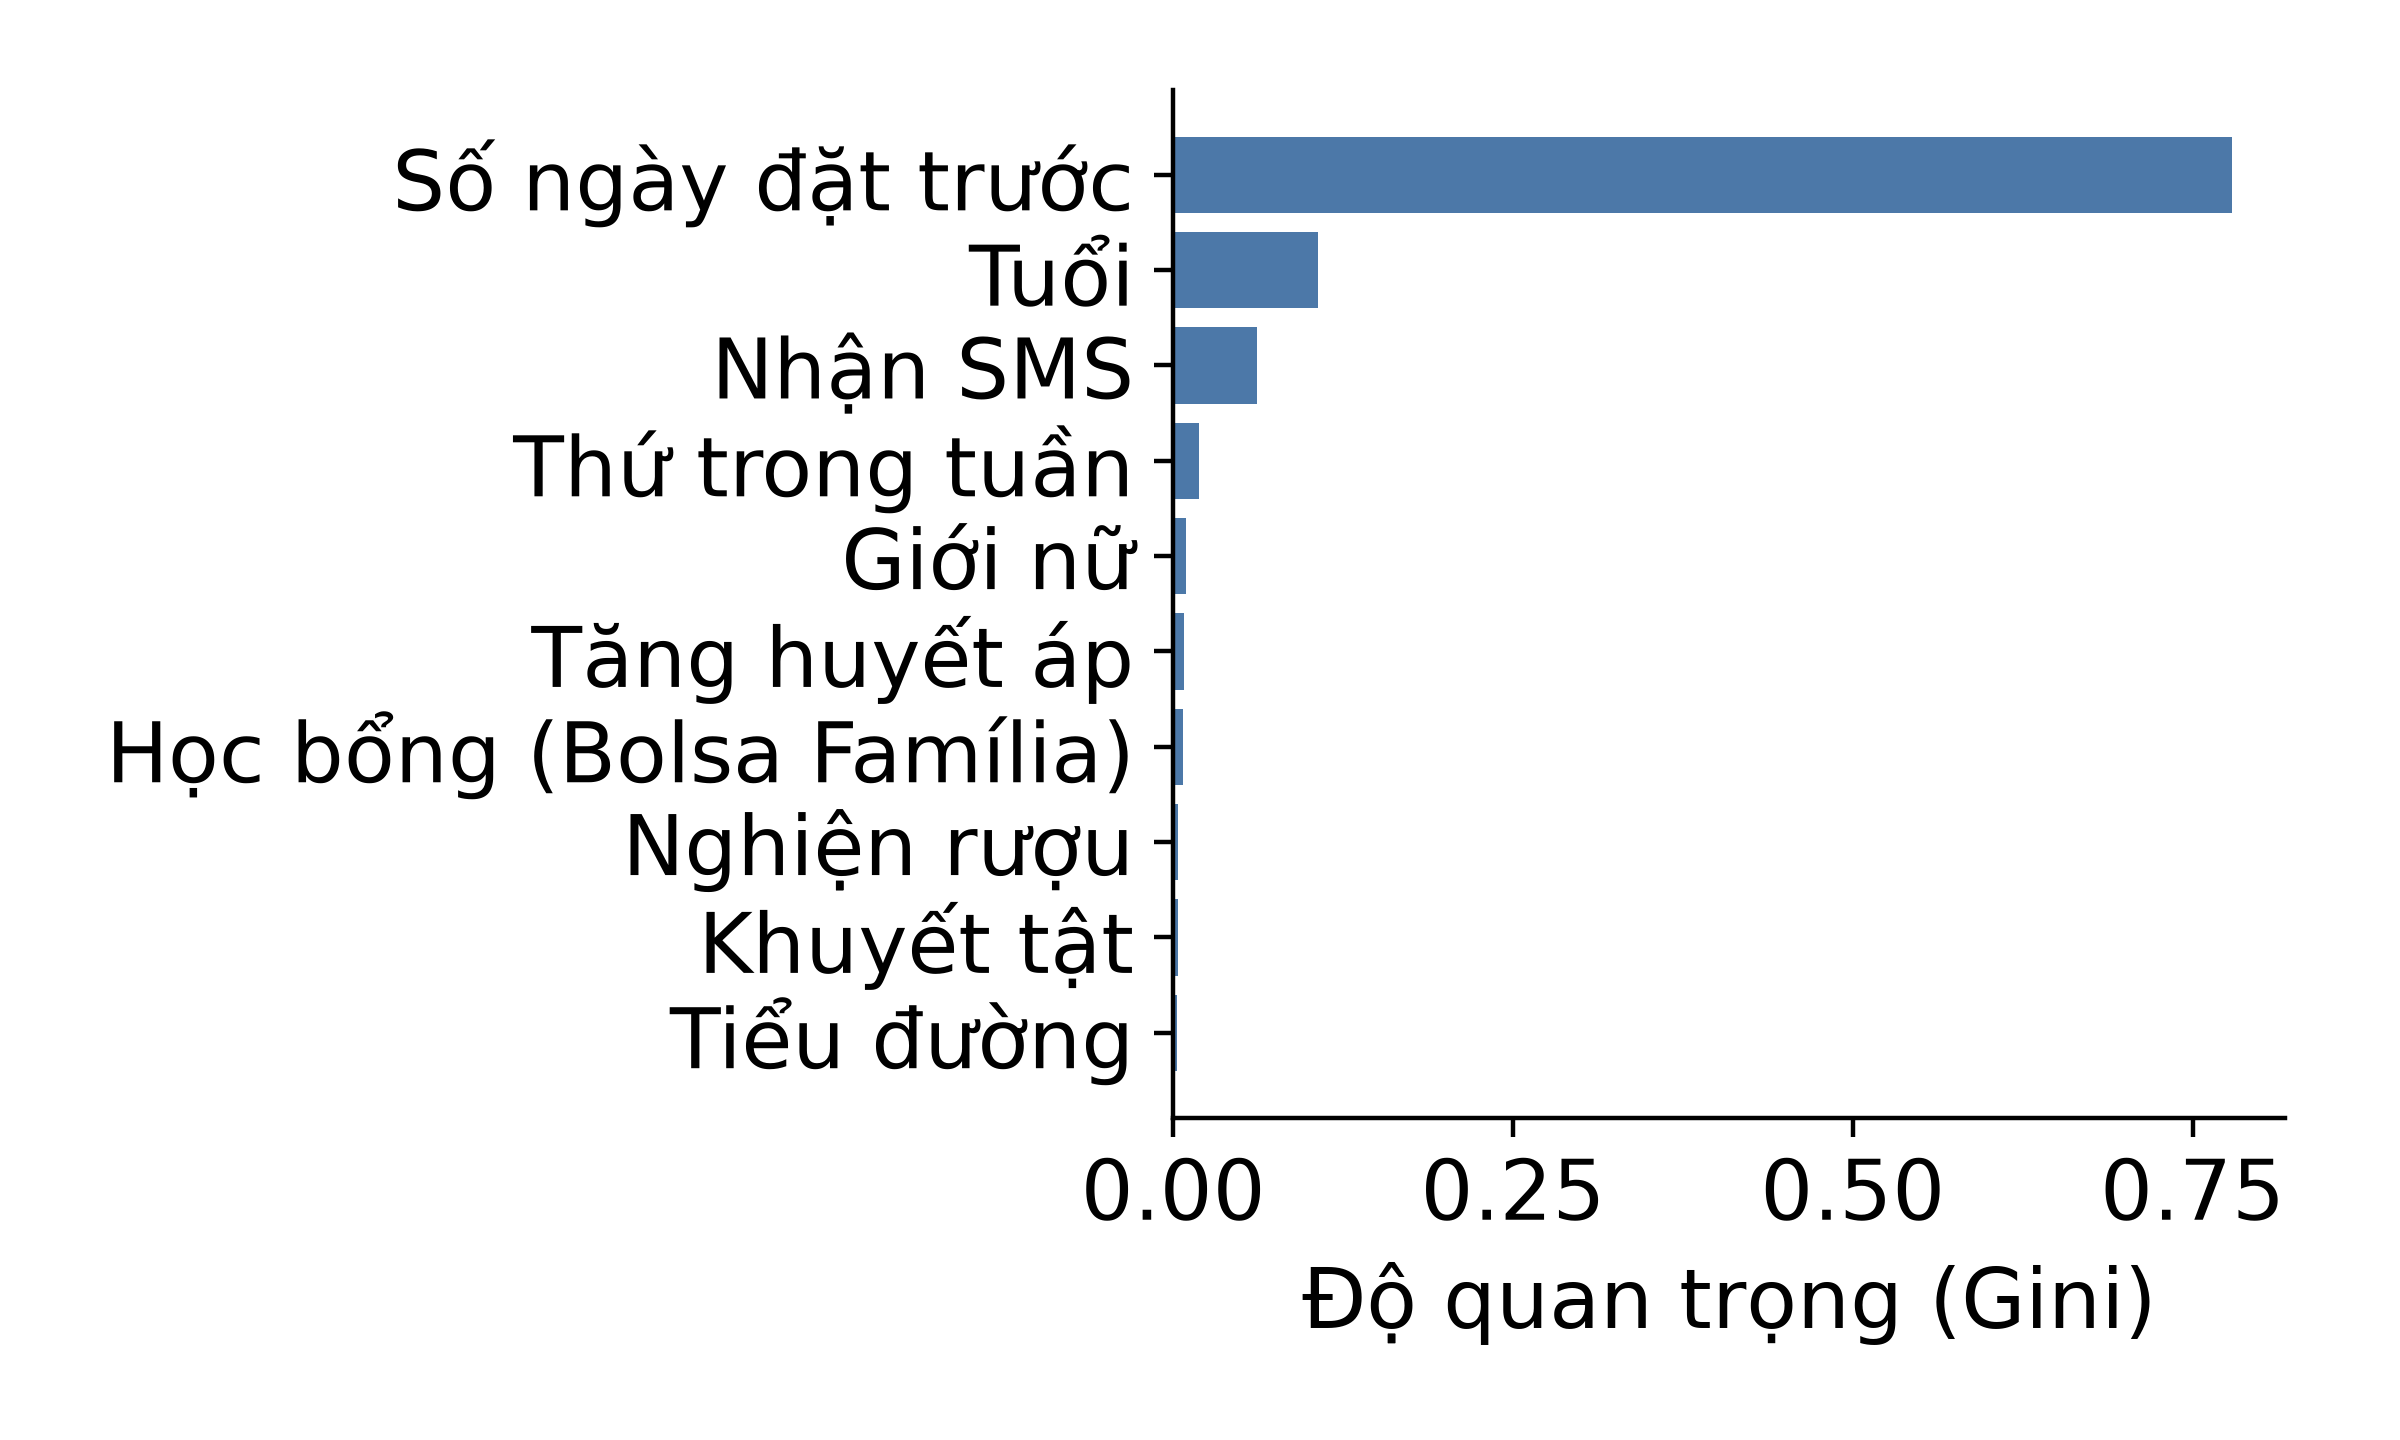 Số ngày đặt trước
Tuổi
Nhận SMS
Thứ trong tuần
Giới nữ
Tăng huyết áp
Học bổng (Bolsa Família)
Nghiện rượu
Khuyết tật
Tiểu đường
0.00 0.25 0.50 0.75
Độ quan trọng (Gini)